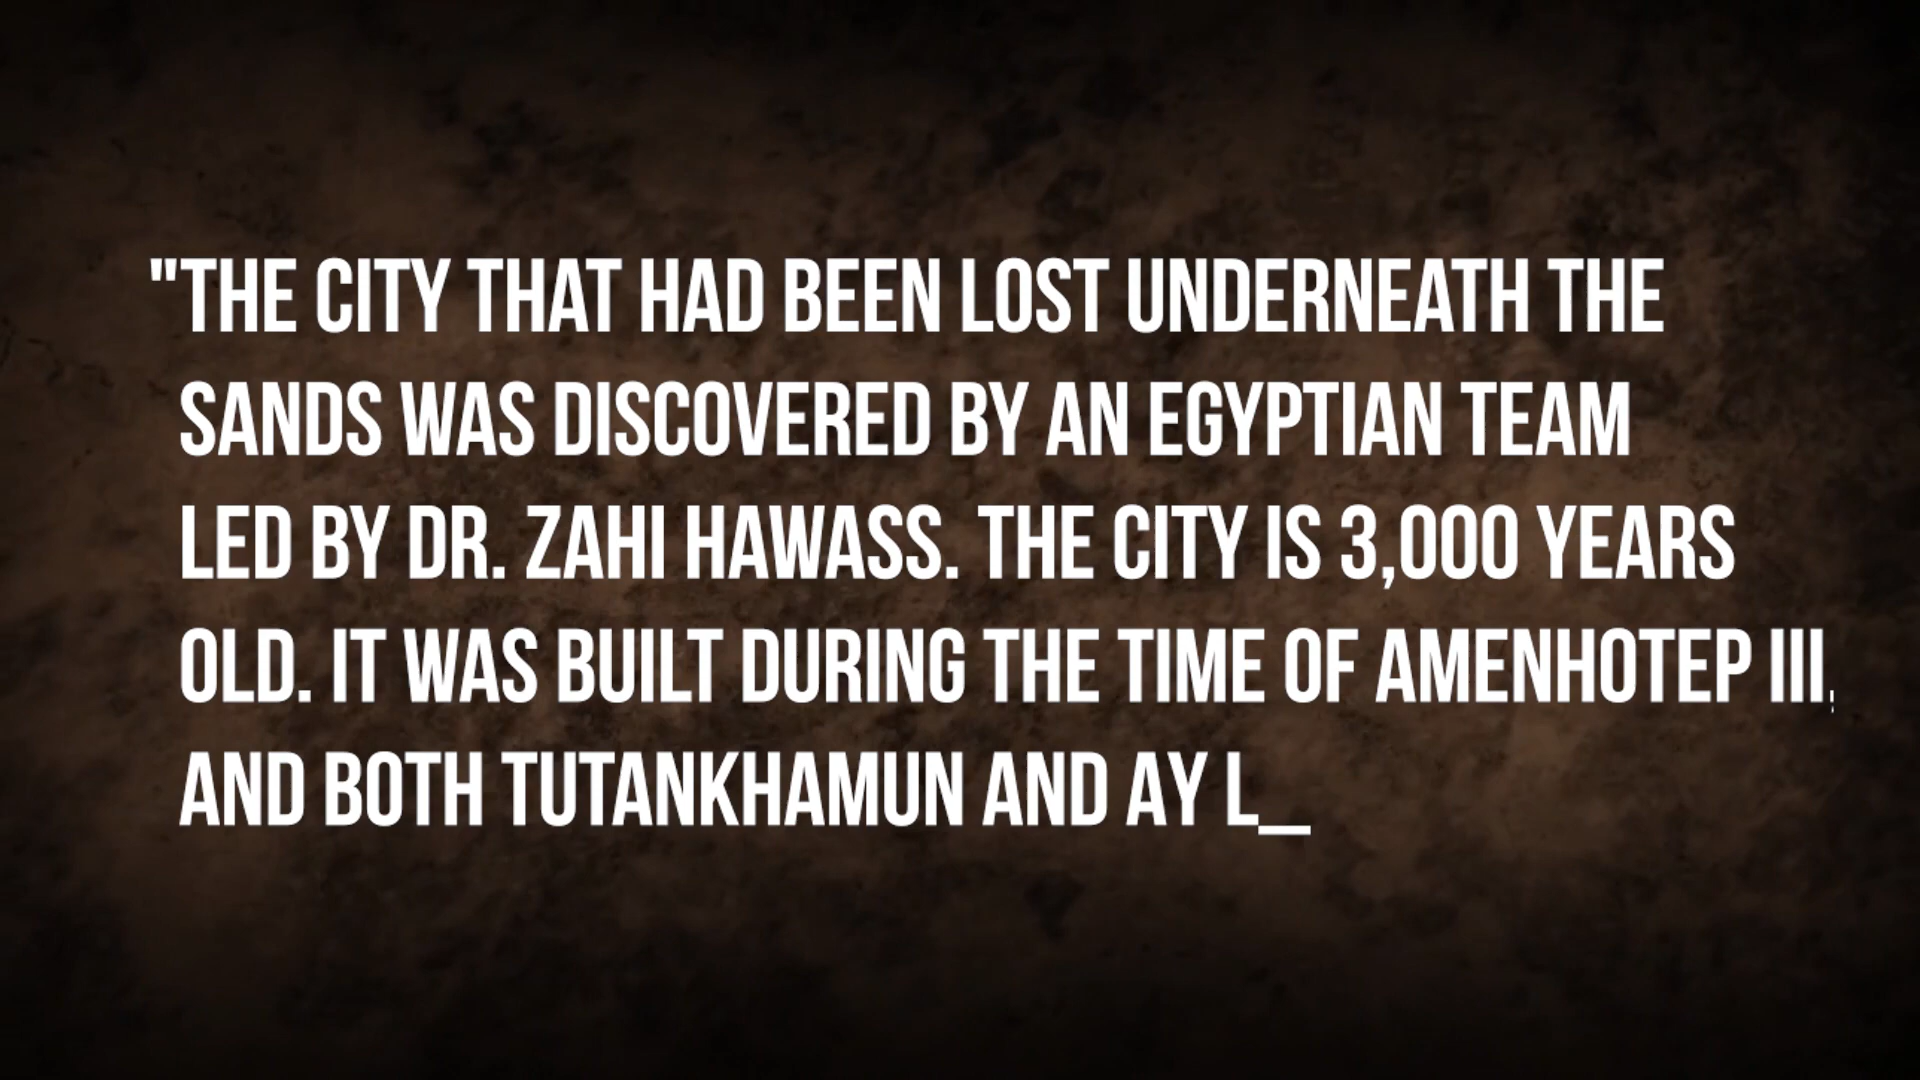 "THE CITY THAT HAD BEEN LOST UNDERNEATH THE
SANDS WAS DISCOVERED BY AN EGYPTIAN TEAM
LED BY DR. ZAHI HAWASS. THE CITY IS 3,000 YEARS
OLD. IT WAS BUILT DURING THE TIME OF AMENHOTEP III,
AND BOTH TUTANKHAMUN AND AY L_